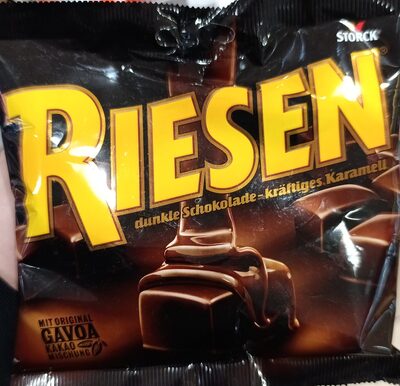 STORCK
®
RIESEN
dunkle Schokolade - kräftiges Karamell
MIT ORIGINAL
GAVOA
KAKAO
MISCHUNG